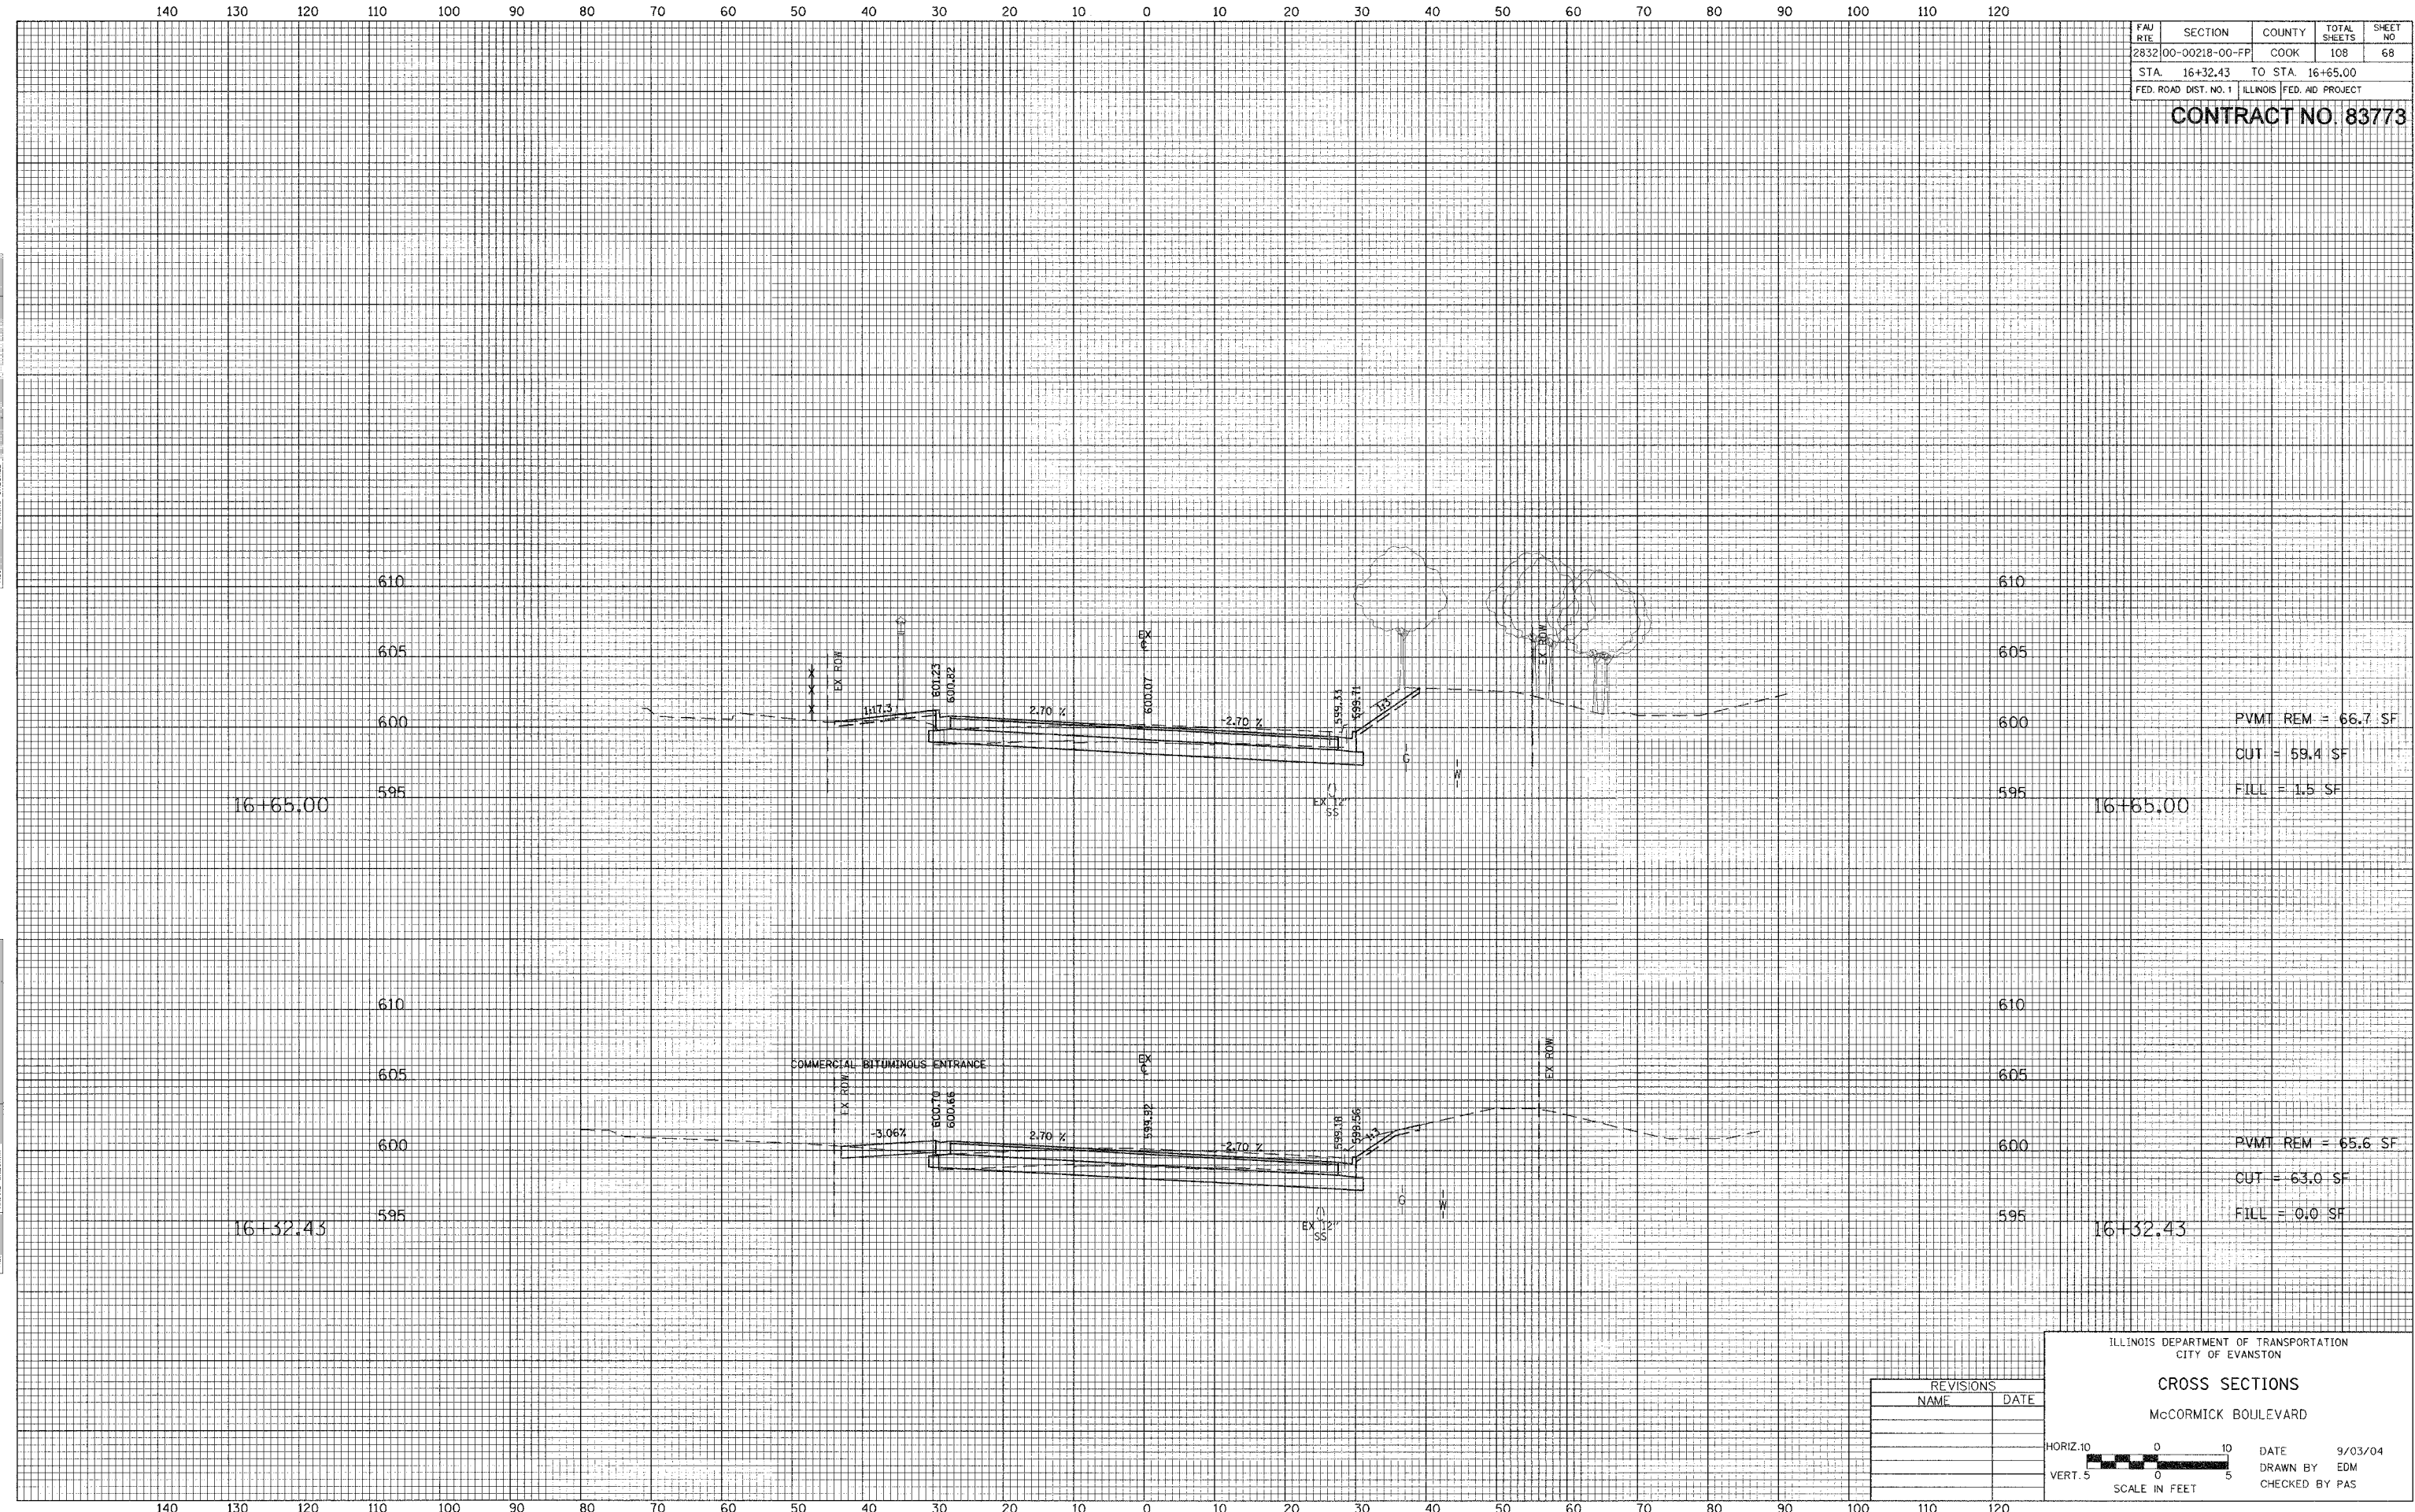 140 130 120 110 100 90 80 70 60 50 40 30 20 10 0 10 20 30 40 50 60 70 80 90 100 110 120
FAU RTE SECTION COUNTY TOTAL SHEETS SHEET NO
2832 00-00218-00-FP COOK 108 68
STA. 16+32.43 TO STA. 16+65.00
FED. ROAD DIST. NO. 1 ILLINOIS FED. AID PROJECT
CONTRACT NO. 83773
610 610
605 605
EX ROW
601.23
600.82
EX
C
600.07
599.33
599.71
EX ROW
1:17.3 2.70 % -2.70 % 1:3
600 600
PVMT REM = 66.7 SF
CUT = 59.4 SF
FILL = 1.5 SF
G
W
EX 12"
SS
595 595
16+65.00 16+65.00
610 610
605 605
COMMERCIAL BITUMINOUS ENTRANCE
EX ROW
600.70
600.66
EX
C
599.92
599.18
599.56
EX ROW
-3.06% 2.70 % -2.70 % 1:3
600 600
PVMT REM = 65.6 SF
CUT = 63.0 SF
FILL = 0.0 SF
G
W
EX 12"
SS
595 595
16+32.43 16+32.43
ILLINOIS DEPARTMENT OF TRANSPORTATION
CITY OF EVANSTON
CROSS SECTIONS
McCORMICK BOULEVARD
REVISIONS
NAME DATE
HORIZ. 10 0 10
VERT. 5 0 5
SCALE IN FEET
DATE 9/03/04
DRAWN BY EDM
CHECKED BY PAS
140 130 120 110 100 90 80 70 60 50 40 30 20 10 0 10 20 30 40 50 60 70 80 90 100 110 120